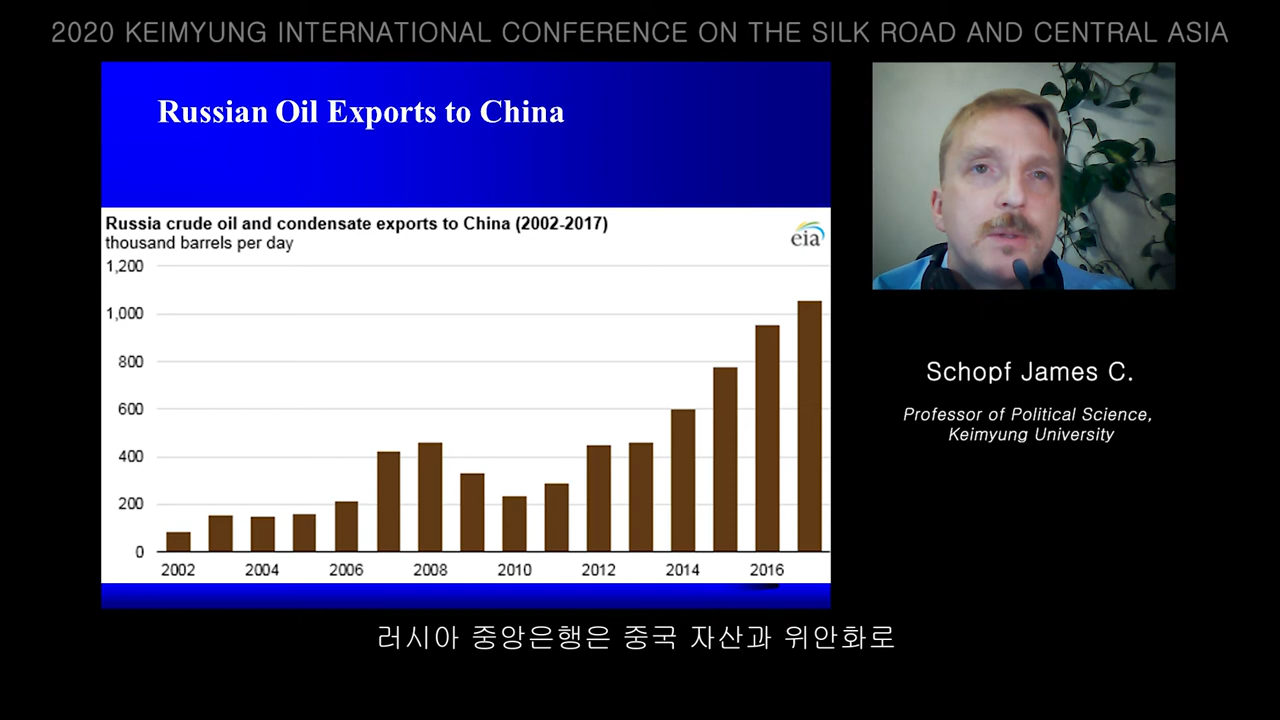 2020 KEIMYUNG INTERNATIONAL CONFERENCE ON THE SILK ROAD AND CENTRAL ASIA
Russian Oil Exports to China
Russia crude oil and condensate exports to China (2002-2017)
thousand barrels per day
eia
1,200
1,000
800
600
400
200
0
2002 2004 2006 2008 2010 2012 2014 2016
Schopf James C.
Professor of Political Science,
Keimyung University
러시아 중앙은행은 중국 자산과 위안화로